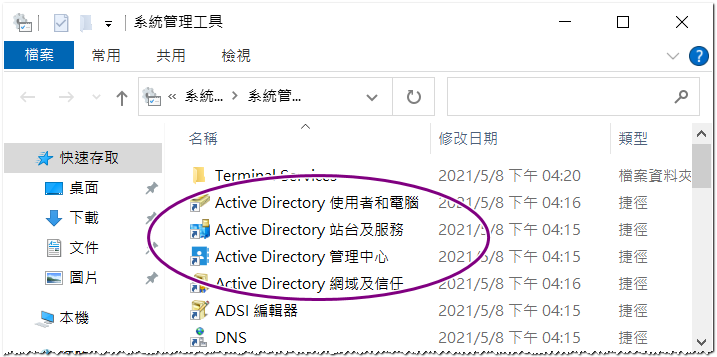 系統管理工具
檔案 常用 共用 檢視
« 系統... > 系統管...
名稱 修改日期 類型
快速存取
桌面
下載
文件
圖片
本機
Terminal Services 2021/5/8 下午 04:20 檔案資料夾
Active Directory 使用者和電腦 2021/5/8 下午 04:16 捷徑
Active Directory 站台及服務 2021/5/8 下午 04:15 捷徑
Active Directory 管理中心 2021/5/8 下午 04:15 捷徑
Active Directory 網域及信任 2021/5/8 下午 04:16 捷徑
ADSI 編輯器 2021/5/8 下午 04:15 捷徑
DNS 2021/5/8 下午 04:15 捷徑